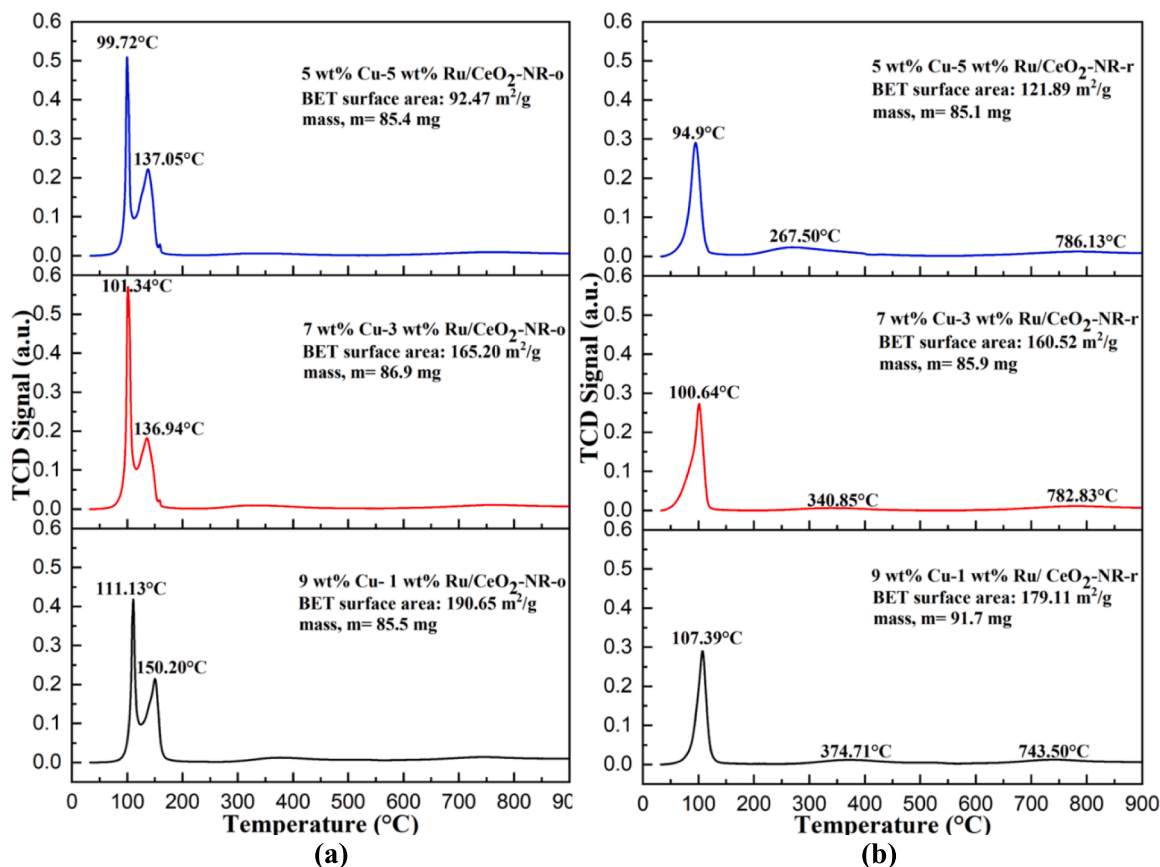 0.6
0.5
0.4
0.3
0.2
0.1
0.0
99.72°C
137.05°C
5 wt% Cu-5 wt% Ru/CeO2-NR-o
BET surface area: 92.47 m2/g
mass, m= 85.4 mg
0.6
0.5
0.4
0.3
0.2
0.1
0.0
101.34°C
136.94°C
7 wt% Cu-3 wt% Ru/CeO2-NR-o
BET surface area: 165.20 m2/g
mass, m= 86.9 mg
TCD Signal (a.u.)
0.6
0.5
0.4
0.3
0.2
0.1
0.0
111.13°C
150.20°C
9 wt% Cu- 1 wt% Ru/CeO2-NR-o
BET surface area: 190.65 m2/g
mass, m= 85.5 mg
0 100 200 300 400 500 600 700 800 90
Temperature (°C)
(a)
0.6
0.5
0.4
0.3
0.2
0.1
0.0
94.9°C
267.50°C
786.13°C
5 wt% Cu-5 wt% Ru/CeO2-NR-r
BET surface area: 121.89 m2/g
mass, m= 85.1 mg
0.6
0.5
0.4
0.3
0.2
0.1
0.0
100.64°C
340.85°C
782.83°C
7 wt% Cu-3 wt% Ru/CeO2-NR-r
BET surface area: 160.52 m2/g
mass, m= 85.9 mg
TCD Signal (a.u.)
0.6
0.5
0.4
0.3
0.2
0.1
0.0
107.39°C
374.71°C
743.50°C
9 wt% Cu-1 wt% Ru/ CeO2-NR-r
BET surface area: 179.11 m2/g
mass, m= 91.7 mg
0 100 200 300 400 500 600 700 800 900
Temperature (°C)
(b)